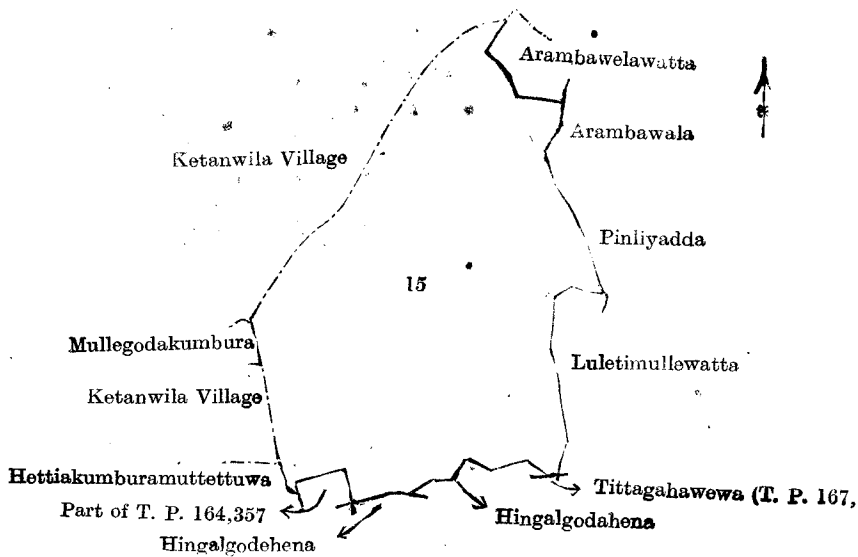 Arambawelawatta
Arambawala
Ketanwila Village
Pinliyadda
15
Mullegodakumbura
Luletimullewatta
Ketanwila Village
Hettiakumburamuttettuwa
Tittagahawewa (T. P. 167,
Part of T. P. 164,357
Hingalgodahena
Hingalgodehena